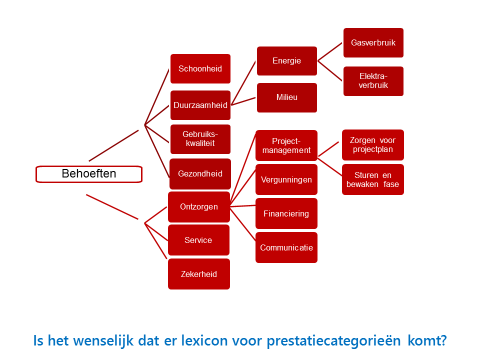 Behoeften
Schoonheid
Duurzaamheid
Gebruiks-
kwaliteit
Gezondheid
Ontzorgen
Service
Zekerheid
Energie
Milieu
Project-
management
Vergunningen
Financiering
Communicatie
Gasverbruik
Elektra-
verbruik
Zorgen voor
projectplan
Sturen en
bewaken fase
Is het wenselijk dat er lexicon voor prestatiecategorieën komt?